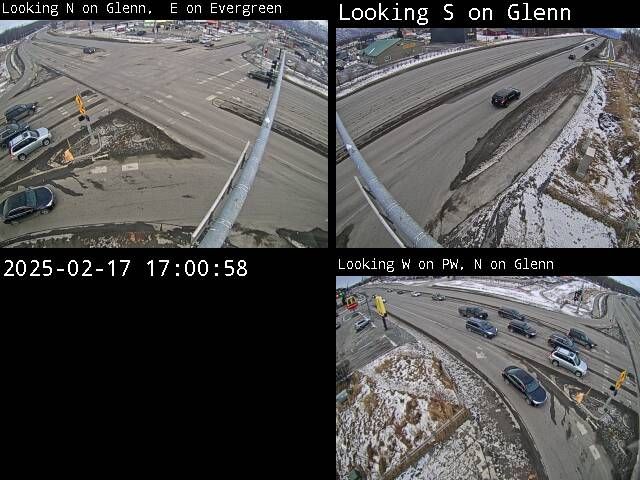 Looking N on Glenn, E on Evergreen
Looking S on Glenn
2025-02-17 17:00:58
Looking W on PW, N on Glenn